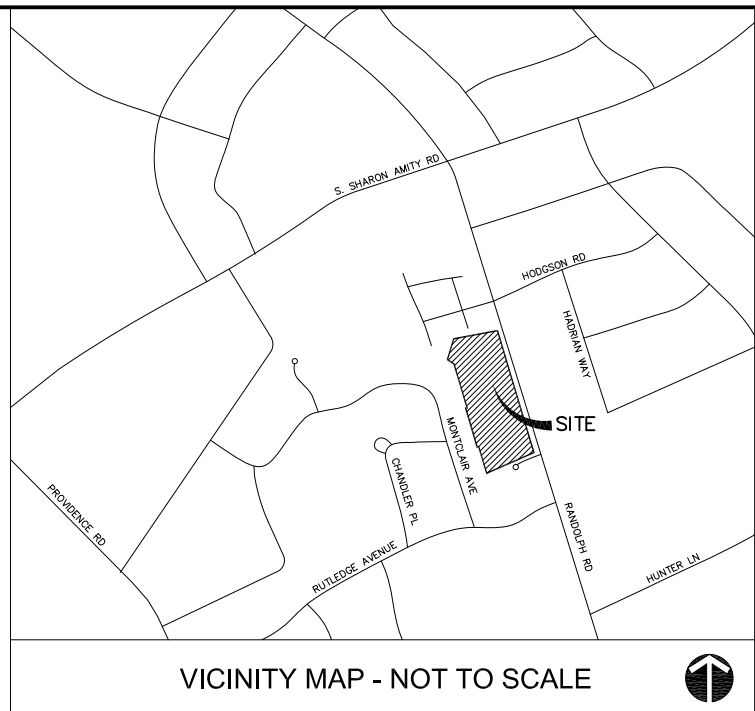 S. SHARON AMITY RD
HODGSON RD
HADRIAN WAY
SITE
MONTCLAIR AVE
CHANDLER PL
PROVIDENCE RD
RANDOLPH RD
RUTLEDGE AVENUE
HUNTER LN
VICINITY MAP - NOT TO SCALE